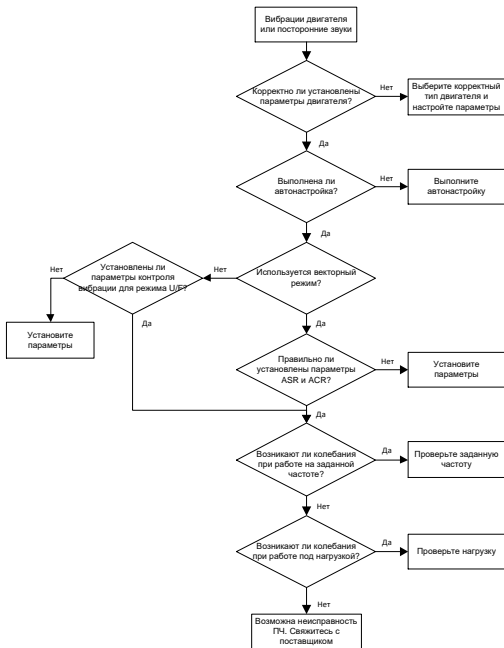 Вибрации двигателя
или посторонние звуки
Корректно ли установлены
параметры двигателя?
Нет
Выберите корректный
тип двигателя и
настройте параметры
Да
Выполнена ли
автонастройка?
Нет
Выполните
автонастройку
Да
Установлены ли
параметры контроля
вибрации для режима U/F?
Нет
Используется векторный
режим?
Нет
Установите
параметры
Да
Да
Правильно ли
установлены параметры
ASR и ACR?
Нет
Установите
параметры
Да
Возникают ли колебания
при работе на заданной
частоте?
Да
Проверьте заданную
частоту
Нет
Возникают ли колебания
при работе под нагрузкой?
Да
Проверьте нагрузку
Нет
Возможна неисправность
ПЧ. Свяжитесь с
поставщиком